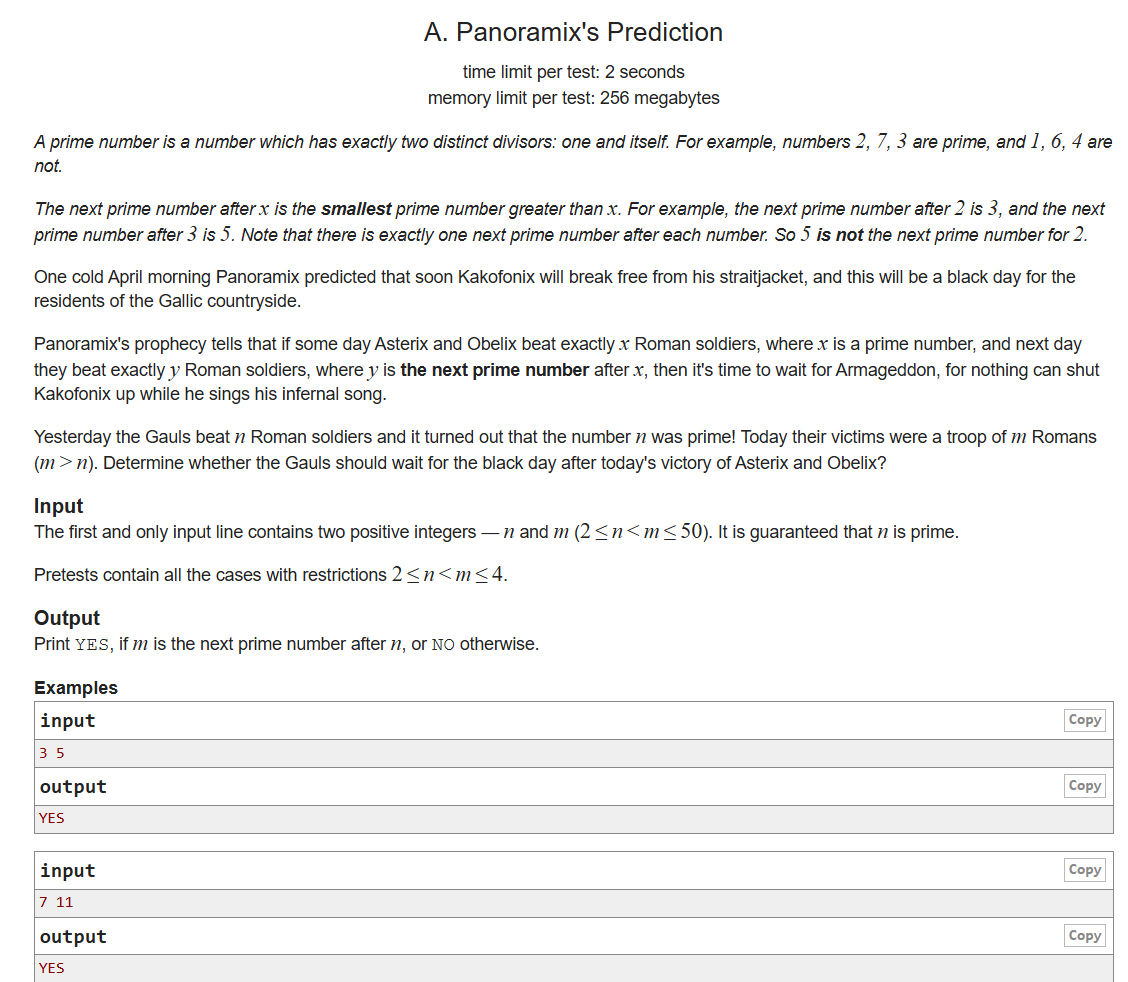 A. Panoramix's Prediction
time limit per test: 2 seconds
memory limit per test: 256 megabytes
A prime number is a number which has exactly two distinct divisors: one and itself. For example, numbers 2, 7, 3 are prime, and 1, 6, 4 are
not.
The next prime number after x is the smallest prime number greater than x. For example, the next prime number after 2 is 3, and the next
prime number after 3 is 5. Note that there is exactly one next prime number after each number. So 5 is not the next prime number for 2.
One cold April morning Panoramix predicted that soon Kakofonix will break free from his straitjacket, and this will be a black day for the
residents of the Gallic countryside.
Panoramix's prophecy tells that if some day Asterix and Obelix beat exactly x Roman soldiers, where x is a prime number, and next day
they beat exactly y Roman soldiers, where y is the next prime number after x, then it's time to wait for Armageddon, for nothing can shut
Kakofonix up while he sings his infernal song.
Yesterday the Gauls beat n Roman soldiers and it turned out that the number n was prime! Today their victims were a troop of m Romans
(m > n). Determine whether the Gauls should wait for the black day after today's victory of Asterix and Obelix?
Input
The first and only input line contains two positive integers — n and m (2 ≤ n < m ≤ 50). It is guaranteed that n is prime.
Pretests contain all the cases with restrictions 2 ≤ n < m ≤ 4.
Output
Print YES, if m is the next prime number after n, or NO otherwise.
Examples
input
Copy
3 5
output
Copy
YES
input
Copy
7 11
output
Copy
YES